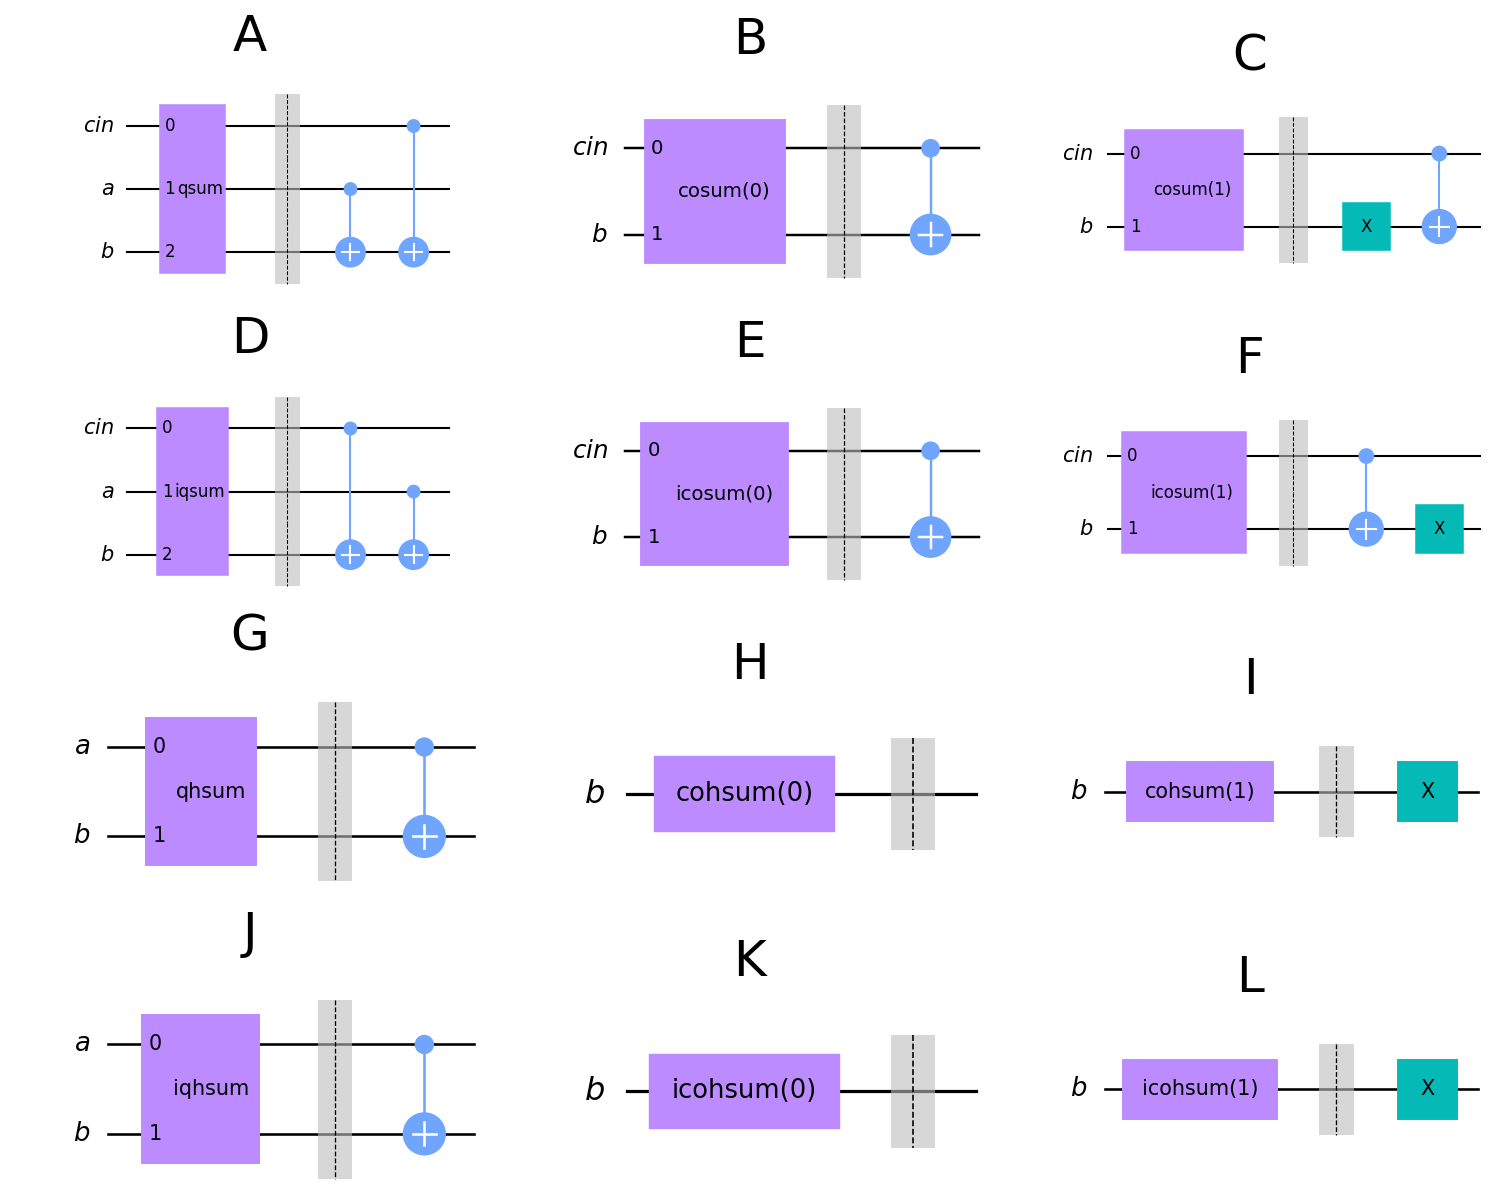 A
cin 0
a 1 qsum
b 2
B
cin 0
cosum(0)
b 1
C
cin 0
cosum(1)
b 1 X
D
cin 0
a 1 iqsum
b 2
E
cin 0
icosum(0)
b 1
F
cin 0
icosum(1)
b 1 X
G
a 0
qhsum
b 1
H
b cohsum(0)
I
b cohsum(1) X
J
a 0
iqhsum
b 1
K
b icohsum(0)
L
b icohsum(1) X